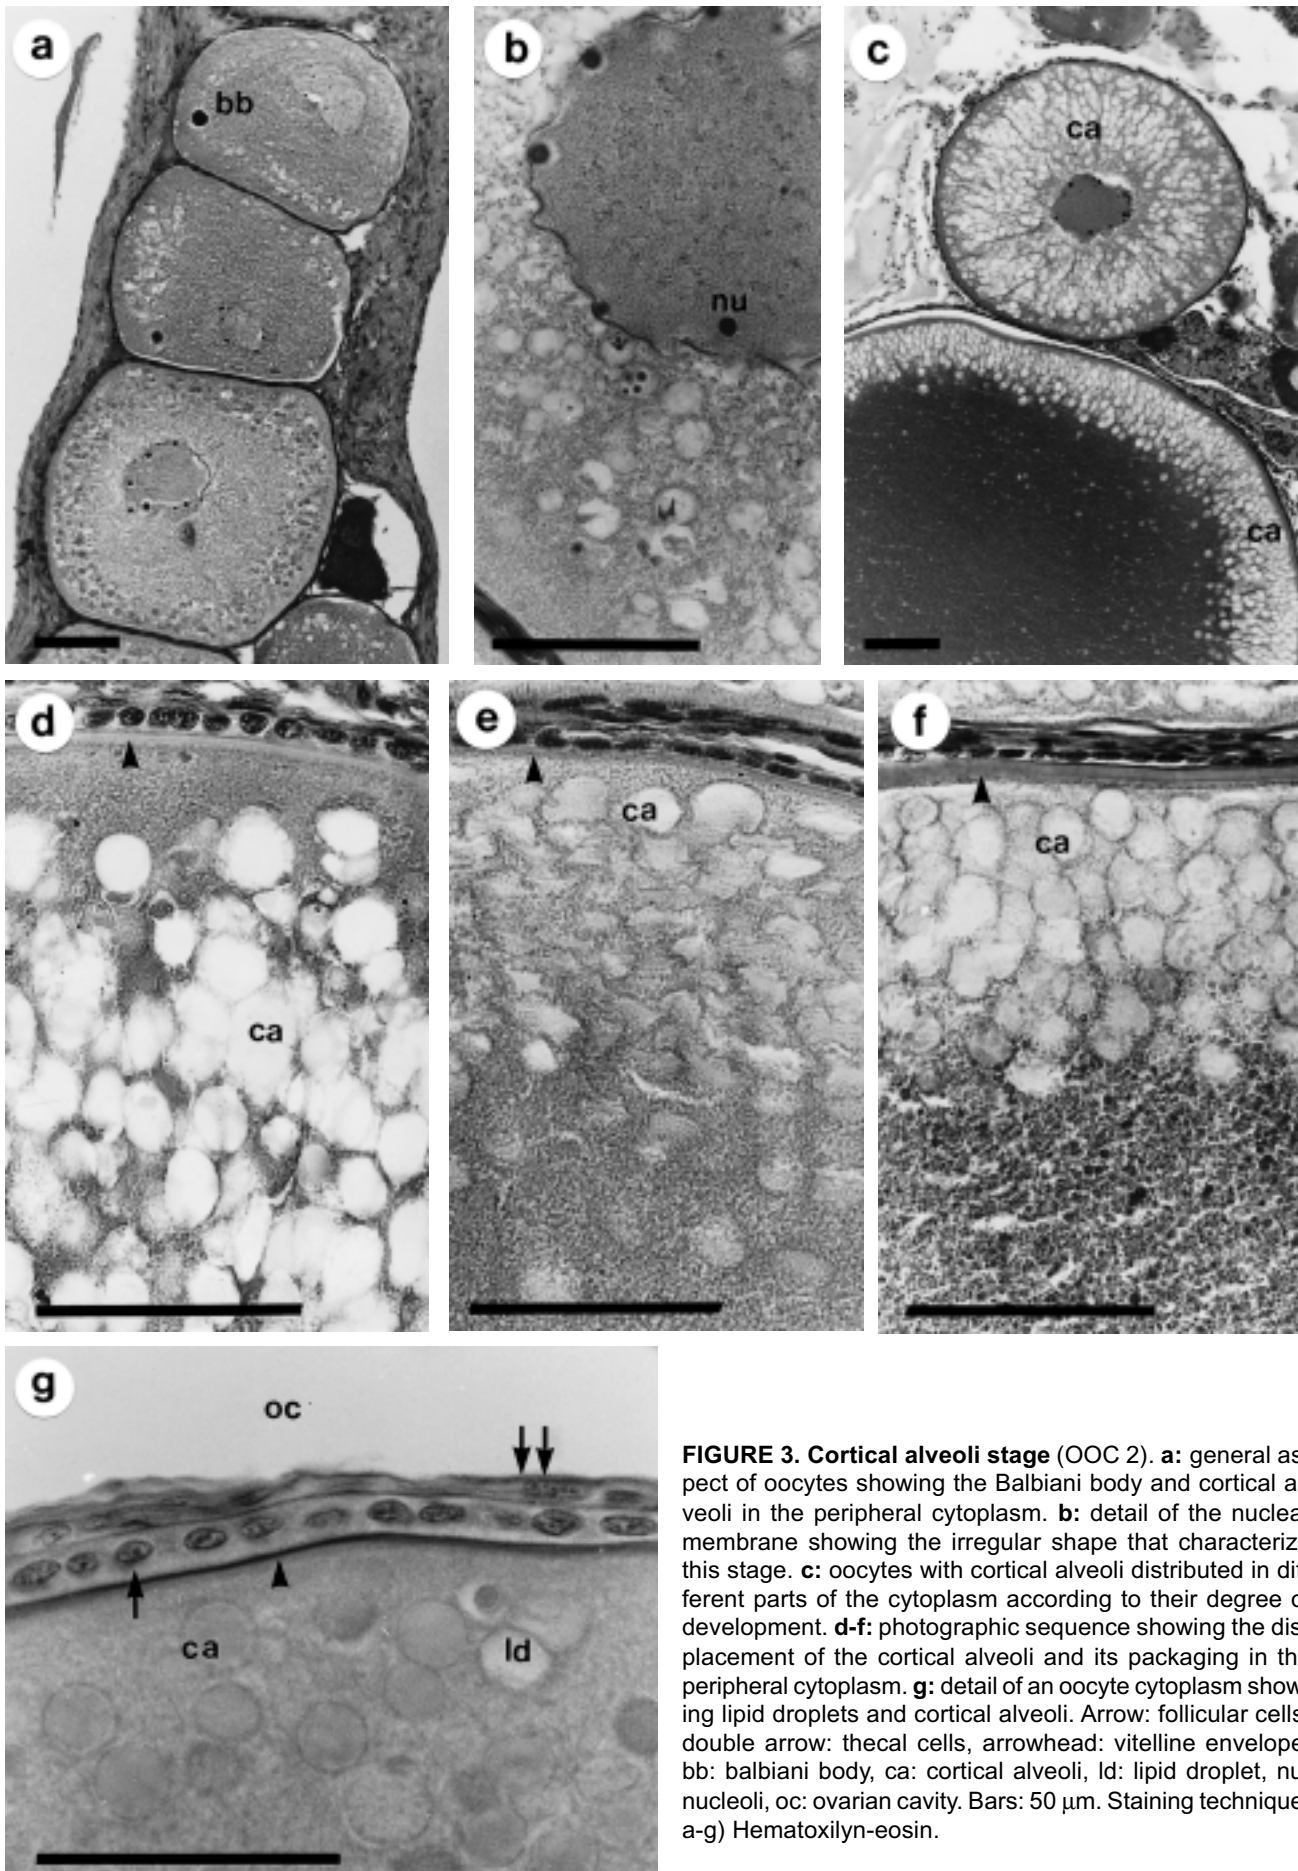 a
bb
b
nu
c
ca
ca
d
ca
e
ca
f
ca
g
oc
ca
ld
FIGURE 3. Cortical alveoli stage (OOC 2). a: general as
pect of oocytes showing the Balbiani body and cortical a
veoli in the peripheral cytoplasm. b: detail of the nuclea
membrane showing the irregular shape that characteriz
this stage. c: oocytes with cortical alveoli distributed in dif
ferent parts of the cytoplasm according to their degree o
development. d-f: photographic sequence showing the dis
placement of the cortical alveoli and its packaging in th
peripheral cytoplasm. g: detail of an oocyte cytoplasm show
ing lipid droplets and cortical alveoli. Arrow: follicular cells
double arrow: thecal cells, arrowhead: vitelline envelope
bb: balbiani body, ca: cortical alveoli, ld: lipid droplet, nu
nucleoli, oc: ovarian cavity. Bars: 50 µm. Staining technique
a-g) Hematoxilyn-eosin.